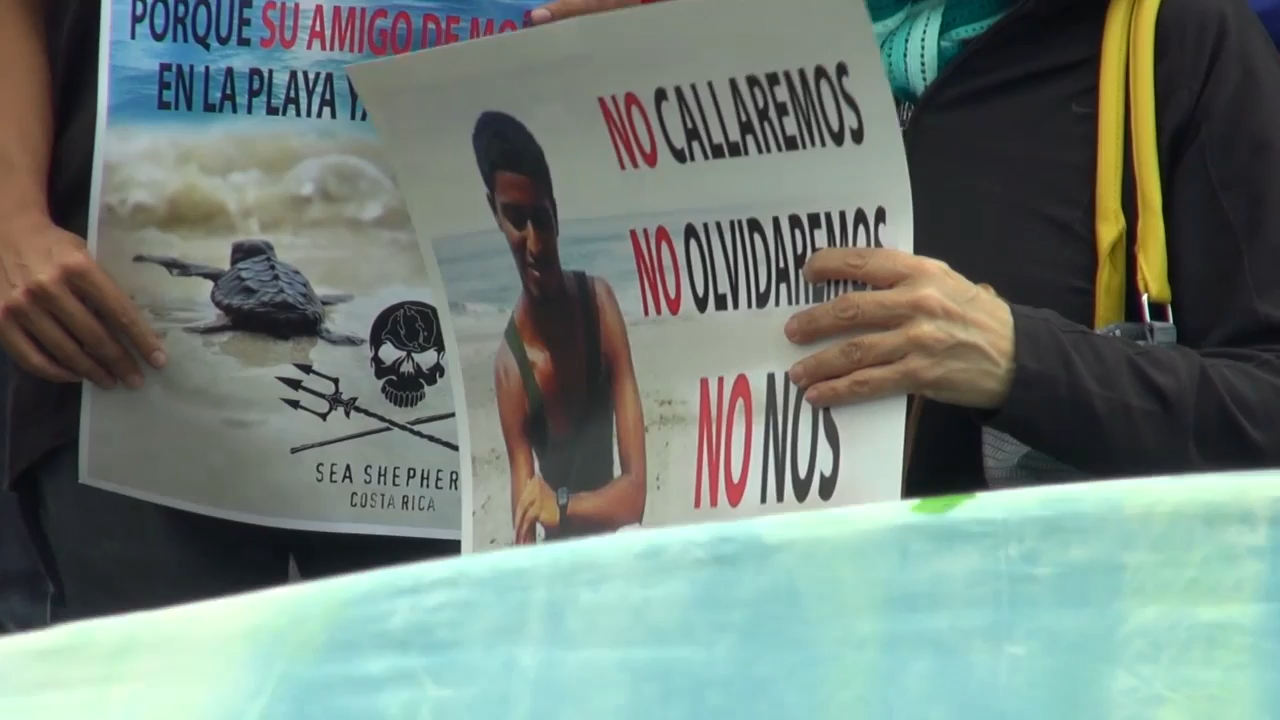 PORQUE SU AMIGO DE
EN LA PLAYA
SEA SHEPHER
COSTA RICA
NO CALLAREMOS
NO OLVIDAREMOS
NO NOS